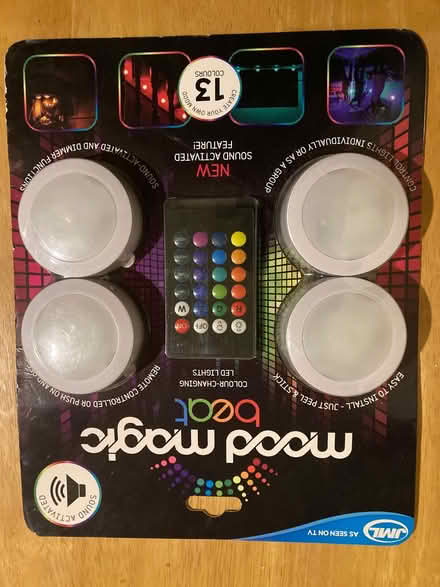 AS SEEN ON TV
JML
SOUND ACTIVATED
mood magic
beat
COLOUR-CHANGING
LED LIGHTS
EASY TO INSTALL - JUST PEEL & STICK
REMOTE CONTROLLED OR PUSH ON AND
OFF
W
R
G
B
CONTROL LIGHTS INDIVIDUALLY OR AS A GROUP
SOUND-ACTIVATED AND DIMMER FUNCTIONS
NEW
SOUND ACTIVATED
FEATURE!
CREATE YOUR OWN MOOD
13
COLOURS